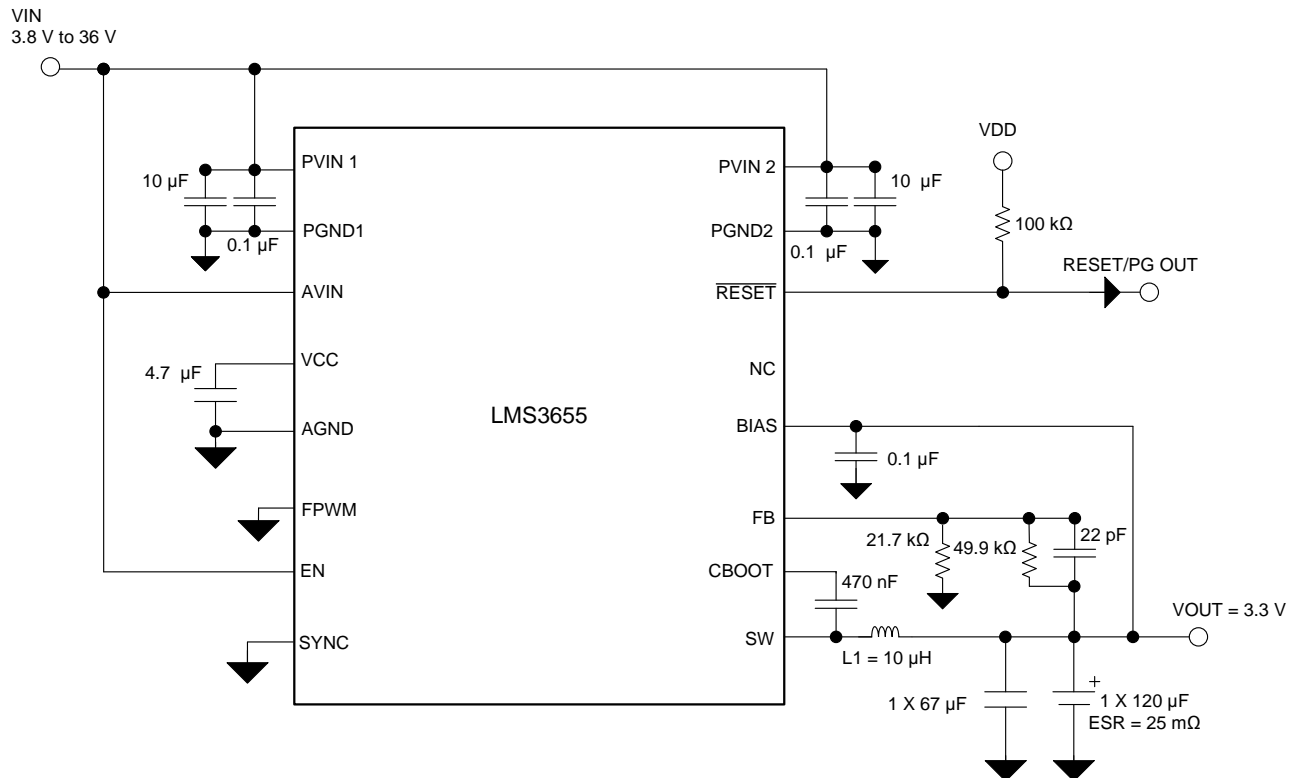 VIN
3.8 V to 36 V
VDD
PVIN 1
PVIN 2
10 µF
10 µF
100 kΩ
PGND1
PGND2
0.1 µF
0.1 µF
RESET/PG OUT
AVIN
RESET
VCC
NC
4.7 µF
LMS3655
AGND
BIAS
0.1 µF
FPWM
FB
21.7 kΩ
49.9 kΩ
22 pF
EN
CBOOT
470 nF
VOUT = 3.3 V
SYNC
SW
L1 = 10 µH
+
1 X 67 µF
1 X 120 µF
ESR = 25 mΩ